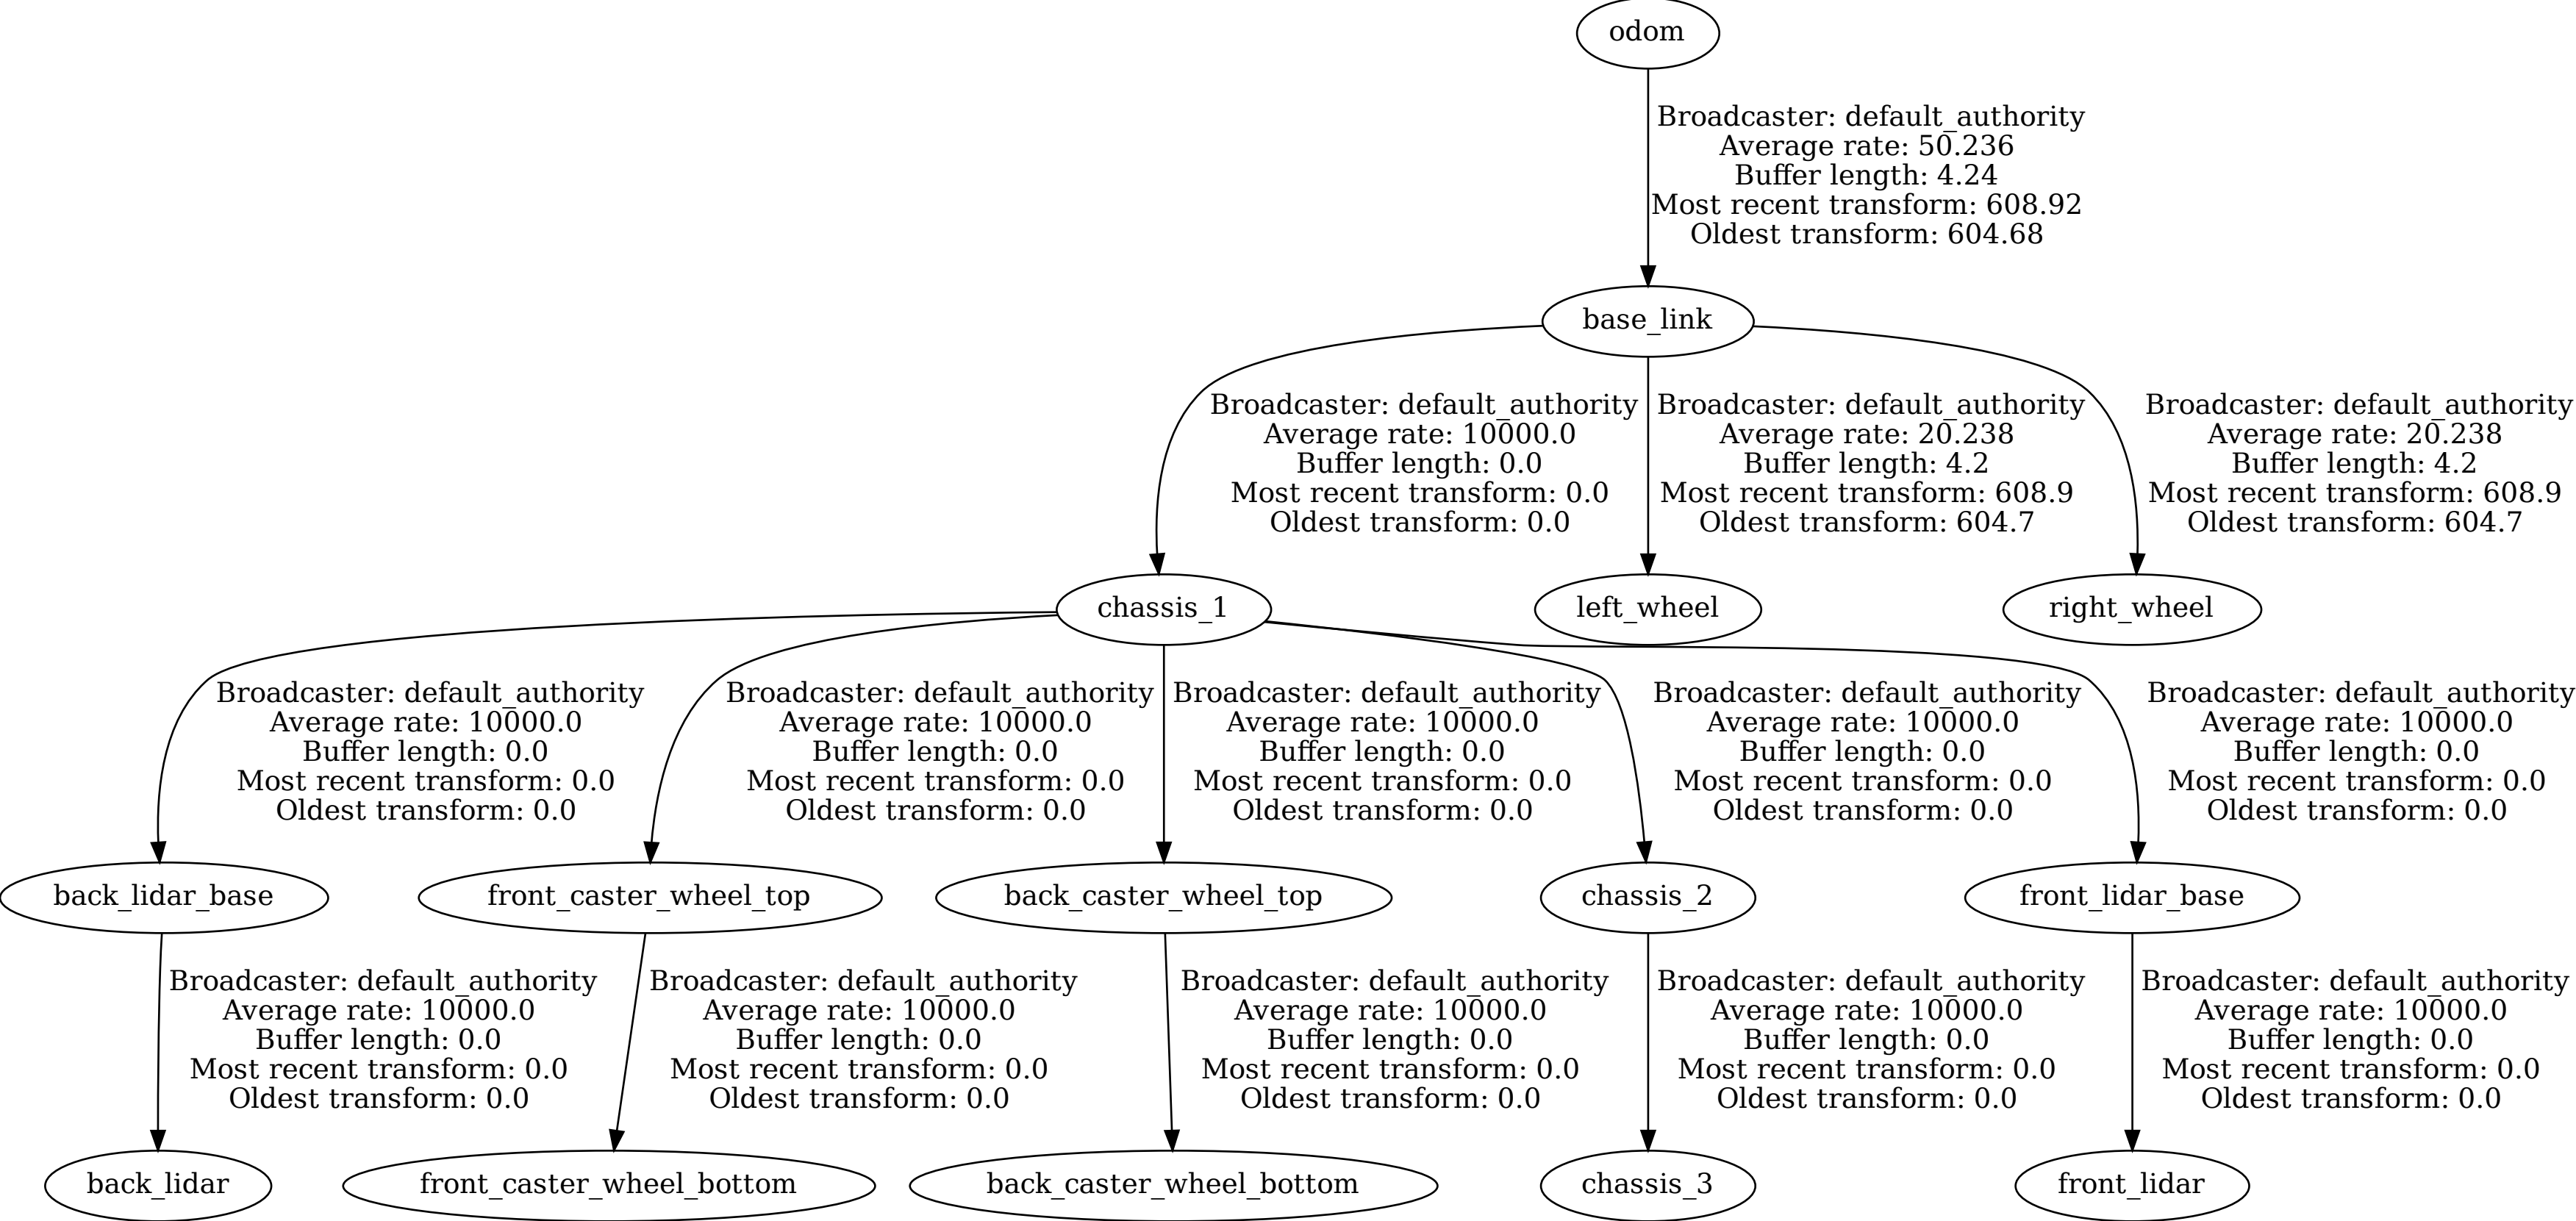 odom
Broadcaster: default_authority
Average rate: 50.236
Buffer length: 4.24
Most recent transform: 608.92
Oldest transform: 604.68
base_link
Broadcaster: default_authority
Average rate: 10000.0
Buffer length: 0.0
Most recent transform: 0.0
Oldest transform: 0.0
Broadcaster: default_authority
Average rate: 20.238
Buffer length: 4.2
Most recent transform: 608.9
Oldest transform: 604.7
Broadcaster: default_authority
Average rate: 20.238
Buffer length: 4.2
Most recent transform: 608.9
Oldest transform: 604.7
chassis_1
left_wheel
right_wheel
Broadcaster: default_authority
Average rate: 10000.0
Buffer length: 0.0
Most recent transform: 0.0
Oldest transform: 0.0
Broadcaster: default_authority
Average rate: 10000.0
Buffer length: 0.0
Most recent transform: 0.0
Oldest transform: 0.0
Broadcaster: default_authority
Average rate: 10000.0
Buffer length: 0.0
Most recent transform: 0.0
Oldest transform: 0.0
Broadcaster: default_authority
Average rate: 10000.0
Buffer length: 0.0
Most recent transform: 0.0
Oldest transform: 0.0
Broadcaster: default_authority
Average rate: 10000.0
Buffer length: 0.0
Most recent transform: 0.0
Oldest transform: 0.0
back_lidar_base
front_caster_wheel_top
back_caster_wheel_top
chassis_2
front_lidar_base
Broadcaster: default_authority
Average rate: 10000.0
Buffer length: 0.0
Most recent transform: 0.0
Oldest transform: 0.0
Broadcaster: default_authority
Average rate: 10000.0
Buffer length: 0.0
Most recent transform: 0.0
Oldest transform: 0.0
Broadcaster: default_authority
Average rate: 10000.0
Buffer length: 0.0
Most recent transform: 0.0
Oldest transform: 0.0
Broadcaster: default_authority
Average rate: 10000.0
Buffer length: 0.0
Most recent transform: 0.0
Oldest transform: 0.0
Broadcaster: default_authority
Average rate: 10000.0
Buffer length: 0.0
Most recent transform: 0.0
Oldest transform: 0.0
back_lidar
front_caster_wheel_bottom
back_caster_wheel_bottom
chassis_3
front_lidar